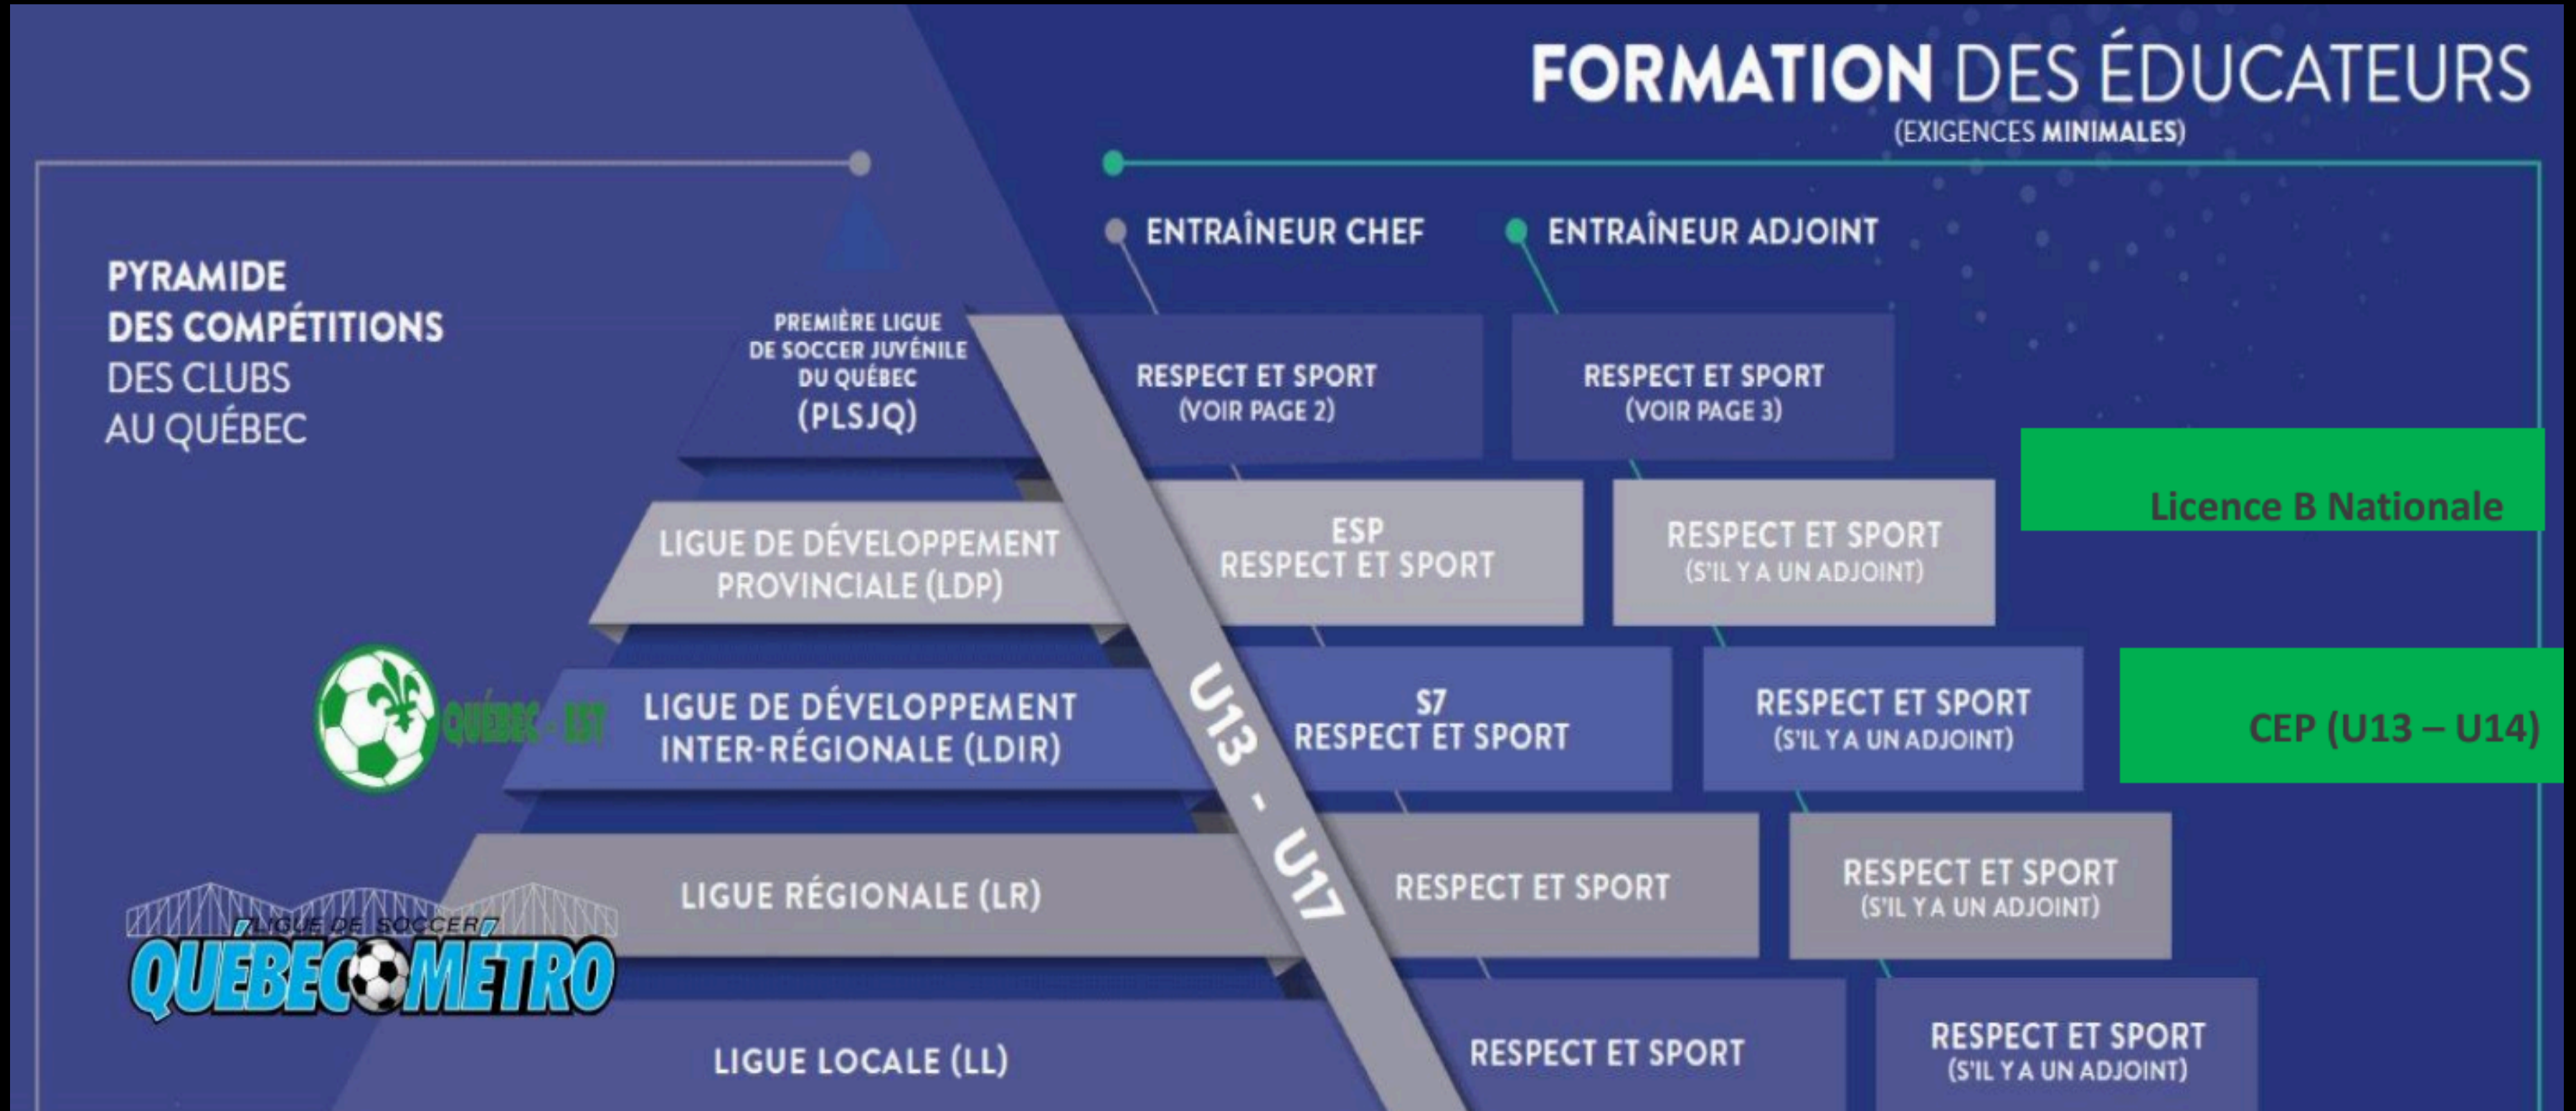 FORMATION DES ÉDUCATEURS
(EXIGENCES MINIMALES)
PYRAMIDE
DES COMPÉTITIONS
DES CLUBS
AU QUÉBEC
ENTRAÎNEUR CHEF
ENTRAÎNEUR ADJOINT
PREMIÈRE LIGUE
DE SOCCER JUVÉNILE
DU QUÉBEC
(PLSJQ)
RESPECT ET SPORT
(VOIR PAGE 2)
RESPECT ET SPORT
(VOIR PAGE 3)
LIGUE DE DÉVELOPPEMENT
PROVINCIALE (LDP)
ESP
RESPECT ET SPORT
RESPECT ET SPORT
(S'IL Y A UN ADJOINT)
Licence B Nationale
QUÉBEC - EST
LIGUE DE DÉVELOPPEMENT
INTER-RÉGIONALE (LDIR)
U13 - U17
S7
RESPECT ET SPORT
RESPECT ET SPORT
(S'IL Y A UN ADJOINT)
CEP (U13 – U14)
LIGUE DE SOCCER
QUÉBEC MÉTRO
LIGUE RÉGIONALE (LR)
RESPECT ET SPORT
RESPECT ET SPORT
(S'IL Y A UN ADJOINT)
LIGUE LOCALE (LL)
RESPECT ET SPORT
RESPECT ET SPORT
(S'IL Y A UN ADJOINT)